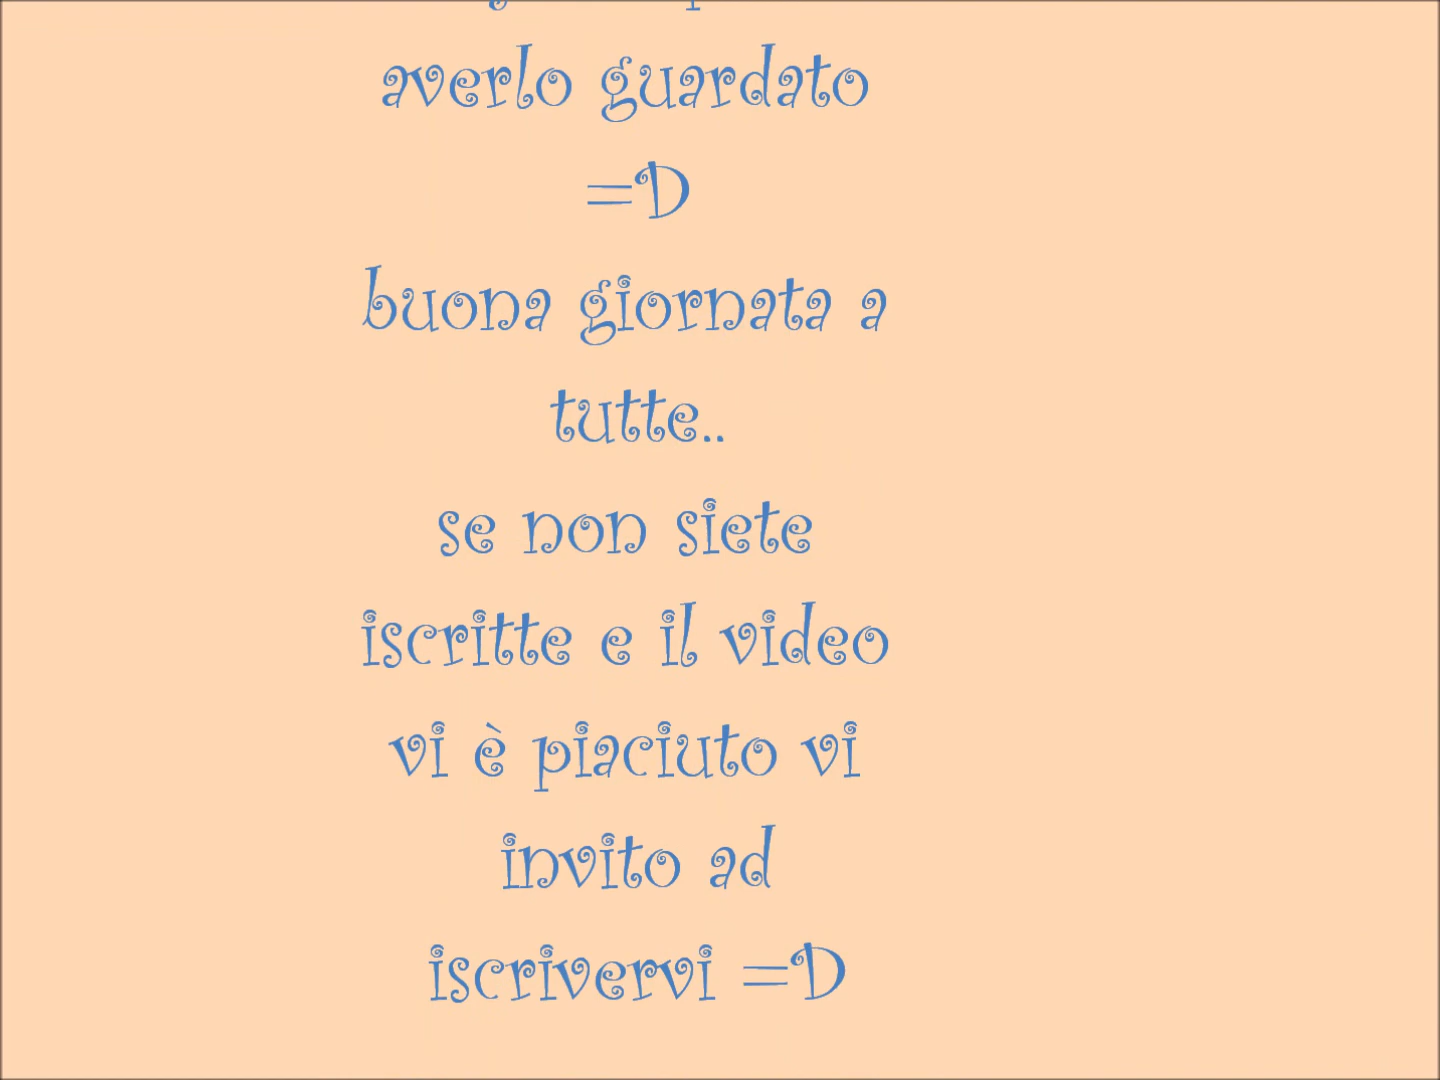 averlo guardato
=D
buona giornata a
tutte..
se non siete
iscritte e il video
vi è piaciuto vi
invito ad
iscrivervi =D